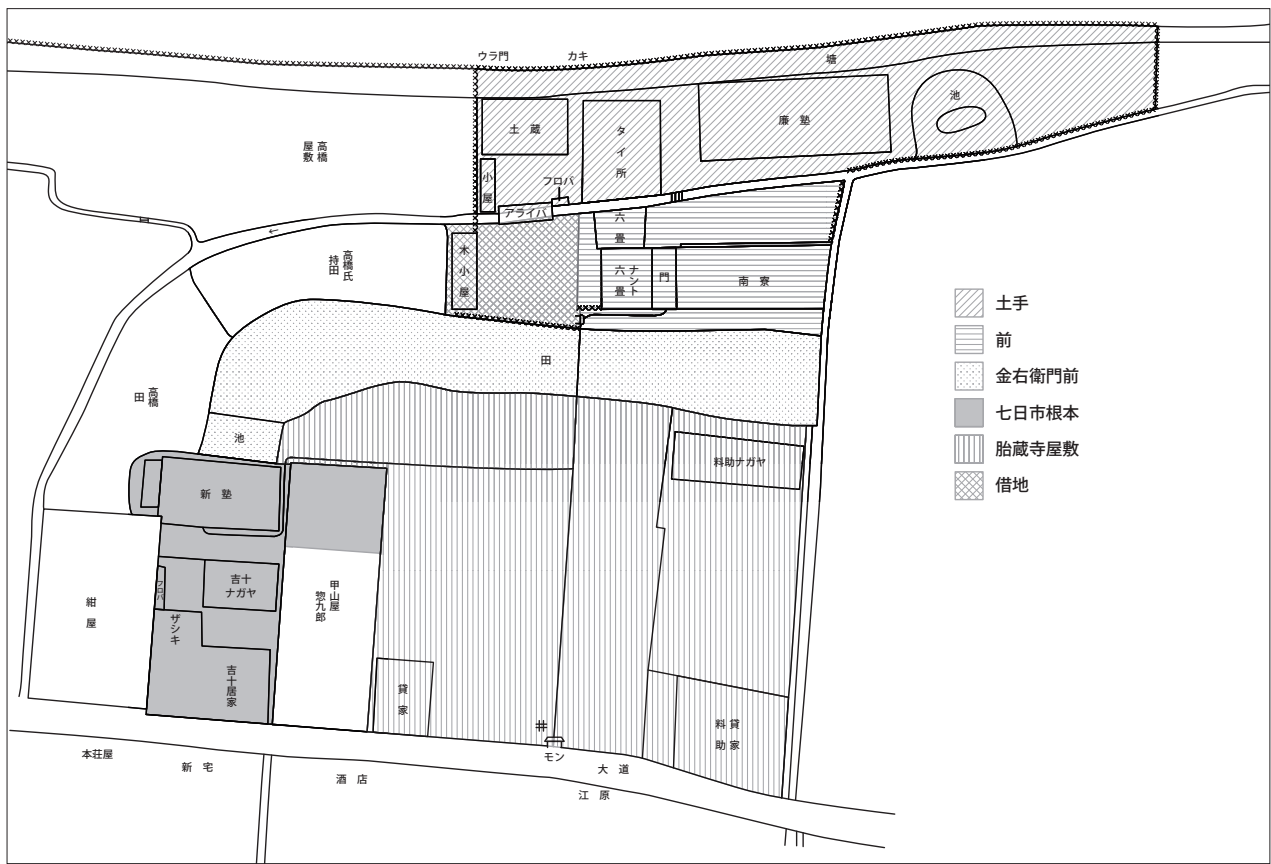 ウラ門
カキ
塘
土蔵
タイ所
廉塾
池
高橋
屋敷
小屋
フロバ
アライバ
六畳
木小屋
高橋氏
持田
ナント
六畳
門
南寮
田
高橋
田
池
料助ナガヤ
新塾
吉十
ナガヤ
フロバ
ザシキ
甲山屋
惣九郎
紺屋
吉十居家
貸家
貸家
料助
モン
大道
江原
本荘屋
新宅
酒店
土手
前
金右衛門前
七日市根本
胎蔵寺屋敷
借地